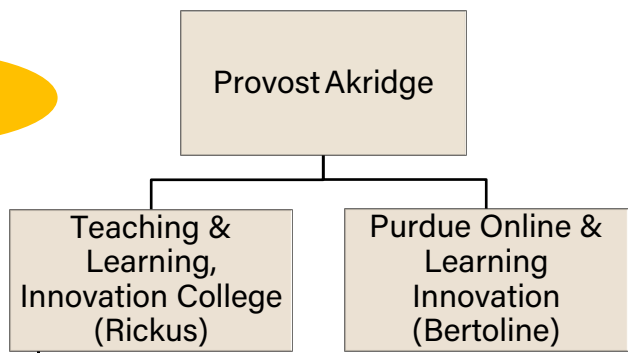 Provost Akridge
Teaching &
Learning,
Innovation College
(Rickus)
Purdue Online &
Learning
Innovation
(Bertoline)